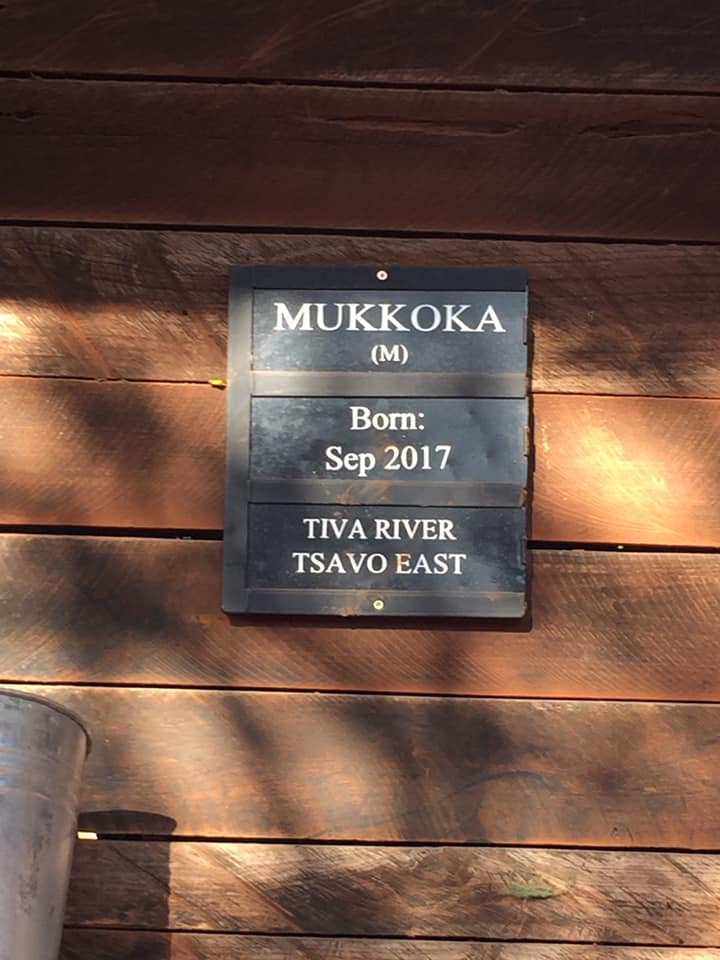 MUKKOKA
(M)
Born:
Sep 2017
TIVA RIVER
TSAVO EAST